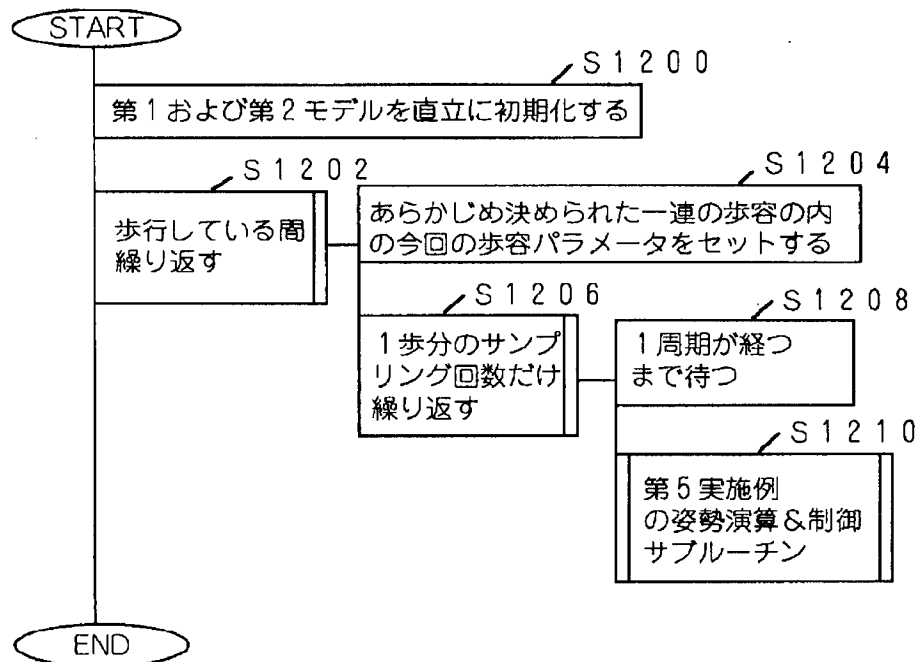 START
S1200
第1および第2モデルを直立に初期化する
S1202
歩行している間
繰り返す
S1204
あらかじめ決められた一連の歩容の内
の今回の歩容パラメータをセットする
S1206
1歩分のサンプ
リング回数だけ
繰り返す
S1208
1周期が経つ
まで待つ
S1210
第5実施例
の姿勢演算&制御
サブルーチン
END